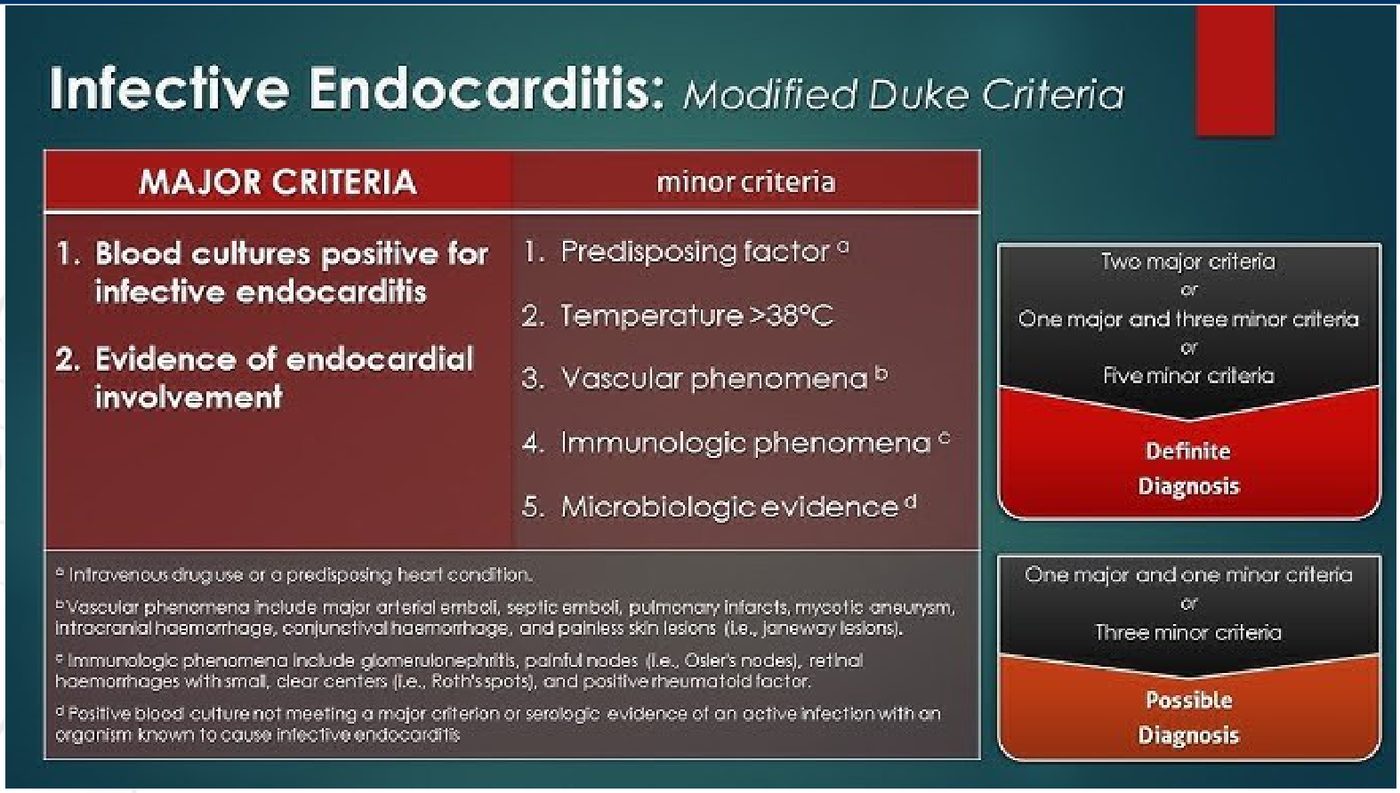 Infective Endocarditis: Modified Duke Criteria
MAJOR CRITERIA
1. Blood cultures positive for
infective endocarditis
2. Evidence of endocardial
involvement
minor criteria
1. Predisposing factor a
2. Temperature >38°C
3. Vascular phenomena b
4. Immunologic phenomena c
5. Microbiologic evidence d
a Intravenous drug use or a predisposing heart condition.
b Vascular phenomena include major arterial emboli, septic emboli, pulmonary infarcts, mycotic aneurysm,
intracranial haemorrhage, conjunctival haemorrhage, and painless skin lesions (i.e., janeway lesions).
c Immunologic phenomena include glomerulonephritis, painful nodes (i.e., Osler's nodes), retinal
haemorrhages with small, clear centers (i.e., Roth's spots), and positive rheumatoid factor.
d Positive blood culture not meeting a major criterion or serologic evidence of an active infection with an
organism known to cause infective endocarditis
Two major criteria
or
One major and three minor criteria
or
Five minor criteria
Definite
Diagnosis
One major and one minor criteria
or
Three minor criteria
Possible
Diagnosis